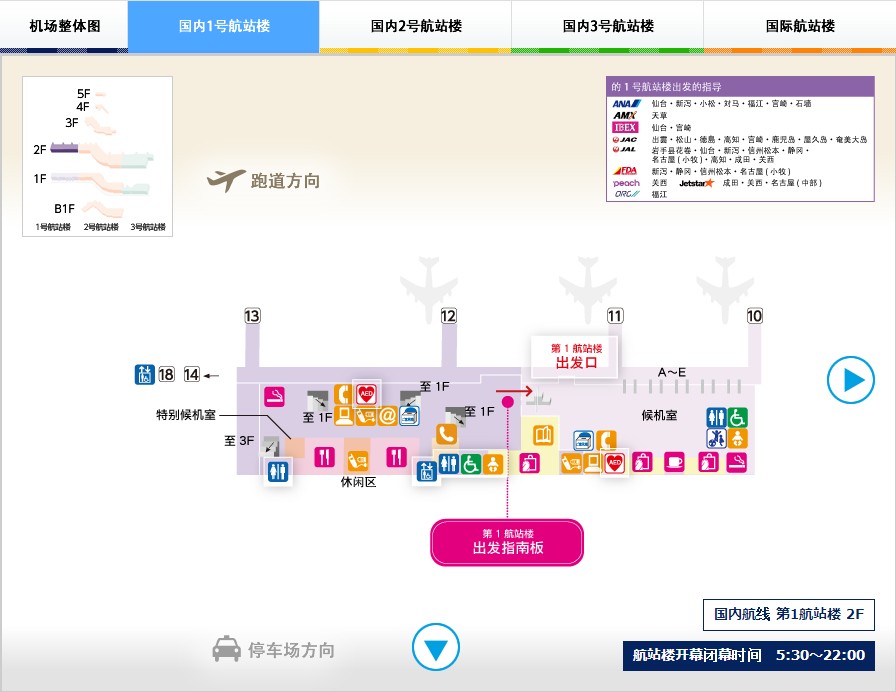 机场整体图
国内1号航站楼
国内2号航站楼
国内3号航站楼
国际航站楼
5F
4F
3F
2F
1F
B1F
1号航站楼 2号航站楼 3号航站楼
跑道方向
的 1 号航站楼出发的指导
ANA 仙台・新泻・小松・对马・福江・宫崎・石墙
AMX 天草
IBEX 仙台・宫崎
JAC 出雲・松山・徳島・高知・宫崎・鹿児岛・屋久岛・奄美大岛
JAL 岩手县花卷・仙台・新泻・信州松本・静冈・
名古屋 ( 小牧 )・高知・成田・关西
FDA 新泻・静冈・信州松本・名古屋 ( 小牧 )
peach 关西 Jetstar 成田・关西・名古屋 ( 中部 )
ORC 福江
13
12
11
10
18 14
第 1 航站楼
出发口
A～E
至 1F
AED
至 1F
至 1F
特别候机室
候机室
至 3F
AED
休闲区
第 1 航站楼
出发指南板
国内航线 第1航站楼 2F
停车场方向
航站楼开幕闭幕时间 5:30～22:00